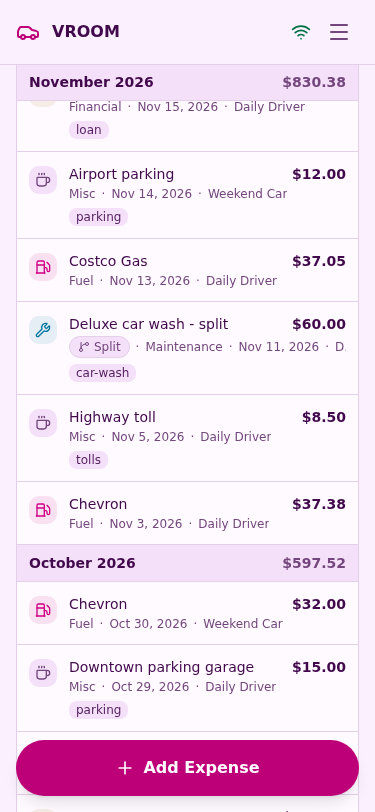 VROOM
November 2026 $830.38
Financial · Nov 15, 2026 · Daily Driver
loan
Airport parking $12.00
Misc · Nov 14, 2026 · Weekend Car
parking
Costco Gas $37.05
Fuel · Nov 13, 2026 · Daily Driver
Deluxe car wash - split $60.00
Split · Maintenance · Nov 11, 2026 · D.
car-wash
Highway toll $8.50
Misc · Nov 5, 2026 · Daily Driver
tolls
Chevron $37.38
Fuel · Nov 3, 2026 · Daily Driver
October 2026 $597.52
Chevron $32.00
Fuel · Oct 30, 2026 · Weekend Car
Downtown parking garage $15.00
Misc · Oct 29, 2026 · Daily Driver
parking
+ Add Expense